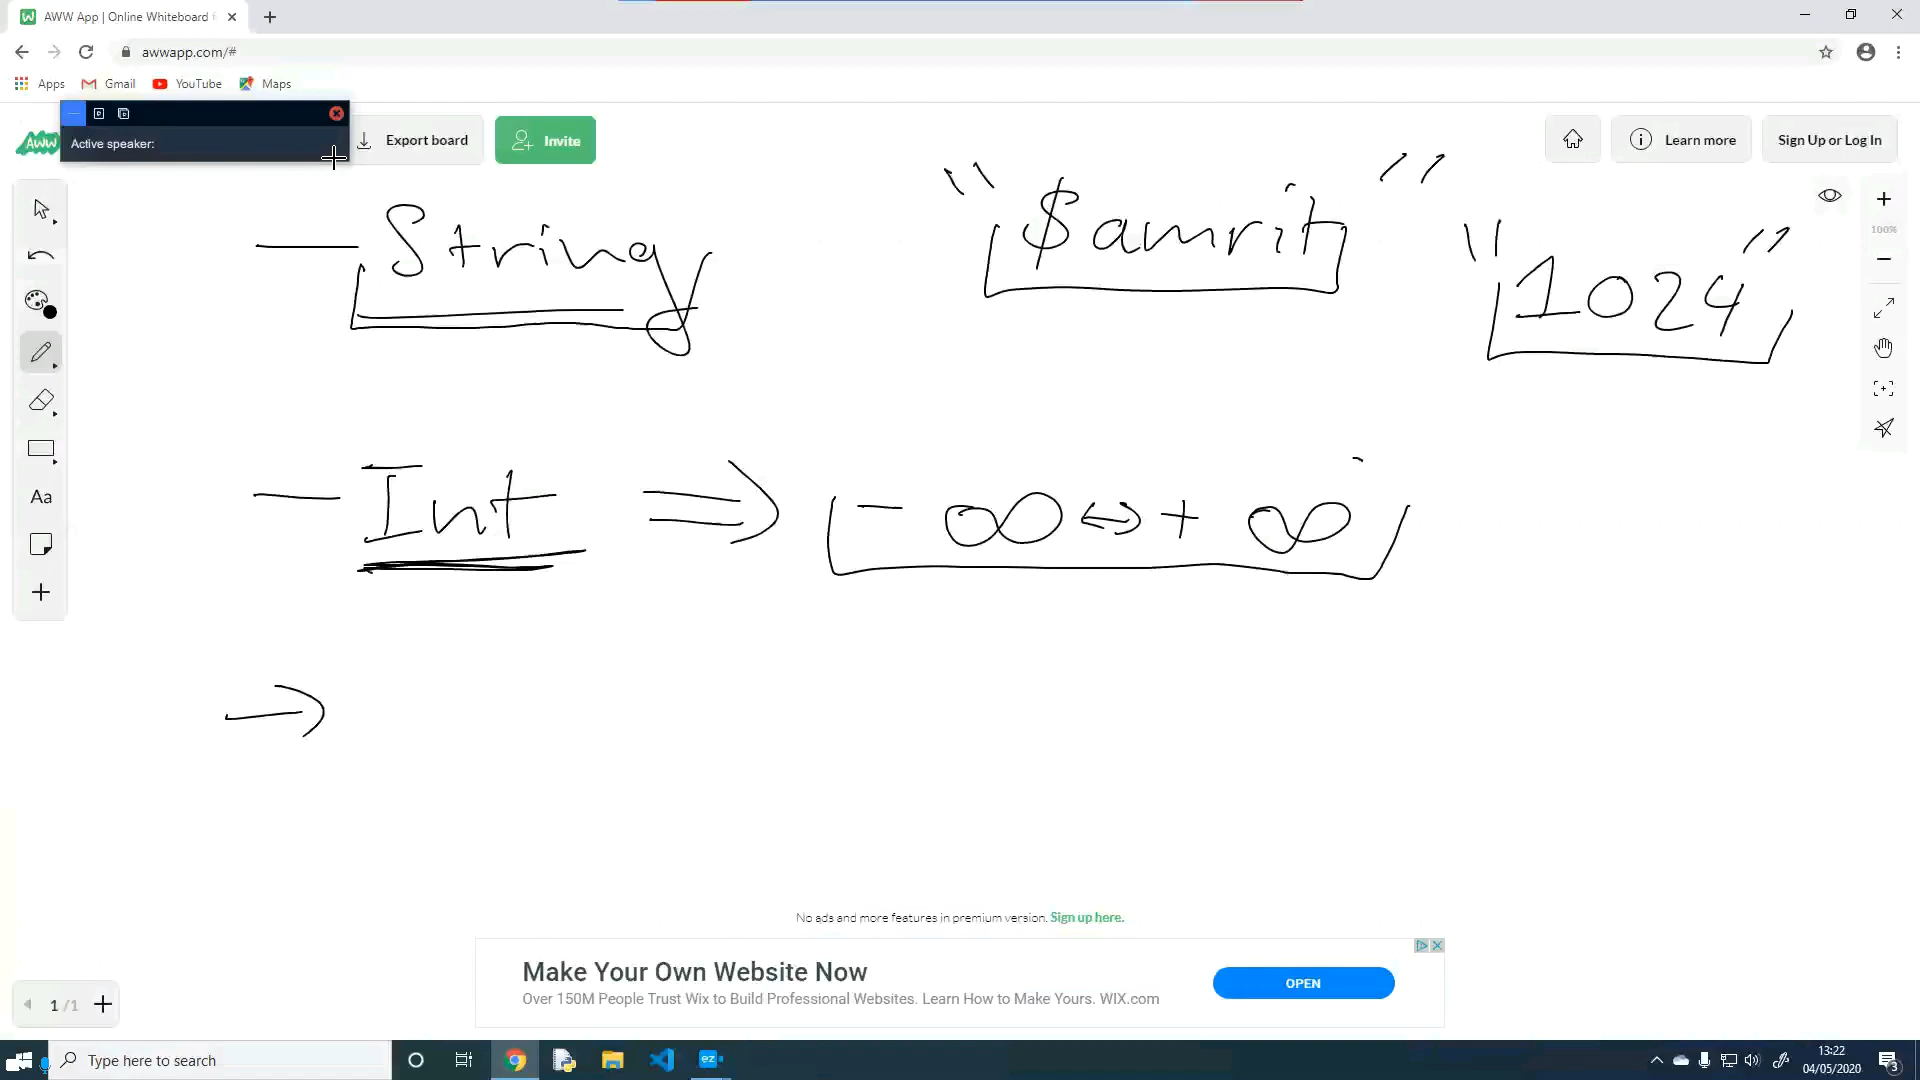 AWW App | Online Whiteboard f
awwapp.com/#
Apps Gmail YouTube Maps
Active speaker:
AWW
Export board
Invite
Learn more
Sign Up or Log In
100%
Aa
— String
" $amrit "
" 1024 "
— Int ⇒ - ∞ ↔ + ∞
→
No ads and more features in premium version. Sign up here.
Make Your Own Website Now
Over 150M People Trust Wix to Build Professional Websites. Learn How to Make Yours. WIX.com
OPEN
1 / 1
Type here to search
ez
13:22
04/05/2020
3